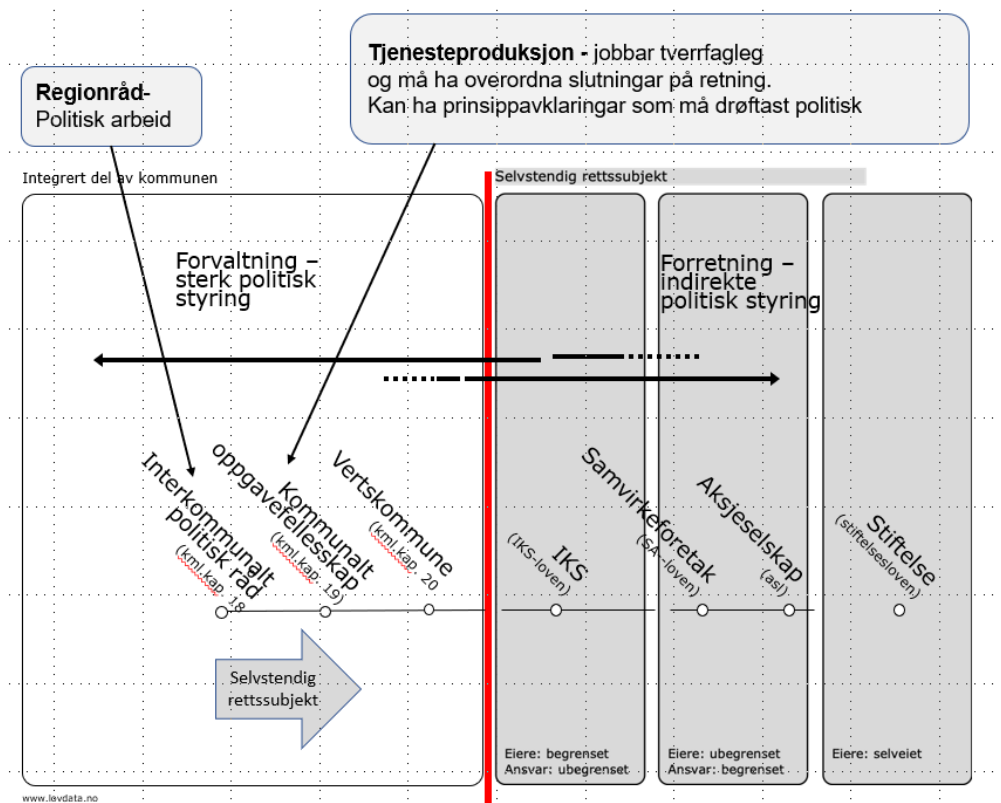 Tjenesteproduksjon - jobbar tverrfagleg
og må ha overordna slutningar på retning.
Kan ha prinsippavklaringar som må drøftast politisk
Regionråd-
Politisk arbeid
Integrert del av kommunen
Selvstendig rettssubjekt
Forvaltning –
sterk politisk
styring
Forretning –
indirekte
politisk styring
Interkommunalt
politisk råd
(kml.kap. 18
Kommunalt
oppgavefellesskap
(kml.kap. 19)
Vertskommune
(kml.kap. 20
IKS
(IKS-loven)
Samvirkeforetak
(SA-loven)
Aksjeselskap
(asl)
Stiftelse
(stiftelsesloven)
Selvstendig
rettssubjekt
Eiere: begrenset
Ansvar: ubegrenset
Eiere: ubegrenset
Ansvar: begrenset
Eiere: selveiet
www.levdata.no